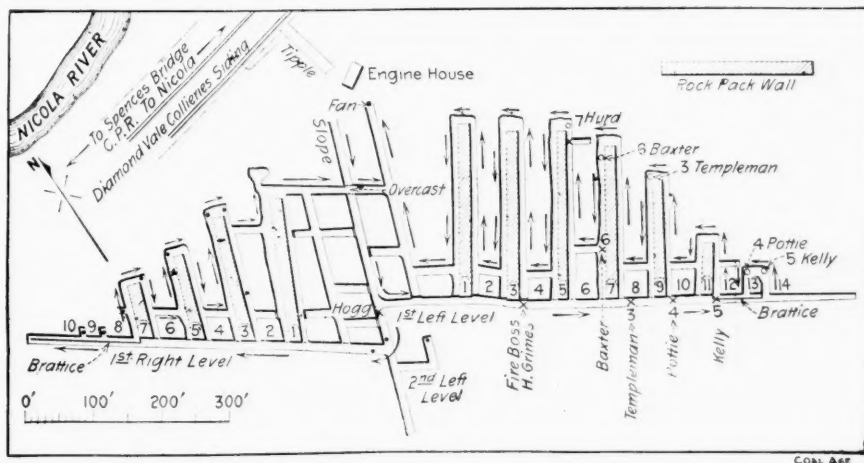 NICOLA RIVER
To Spences Bridge
C.P.R. To Nicola
Diamond Vale Collieries Siding
Tipple
Engine House
Rock Pack Wall
Fan
7 Hurd
Slope
6 Baxter
3 Templeman
Overcast
N
6
4 Pottie
5 Kelly
1 2 3 4 5 6 7 8 9 10 11 12 13 14
10 9 8 7 6 5 4 3 2 1
Hogg
1st Left Level
3 4 5
Brattice
Brattice
1st Right Level
2nd Left
Level
Fire Boss
H. Grimes
Baxter
Templeman
Pottie
Kelly
0' 100' 200' 300'
COAL AGE